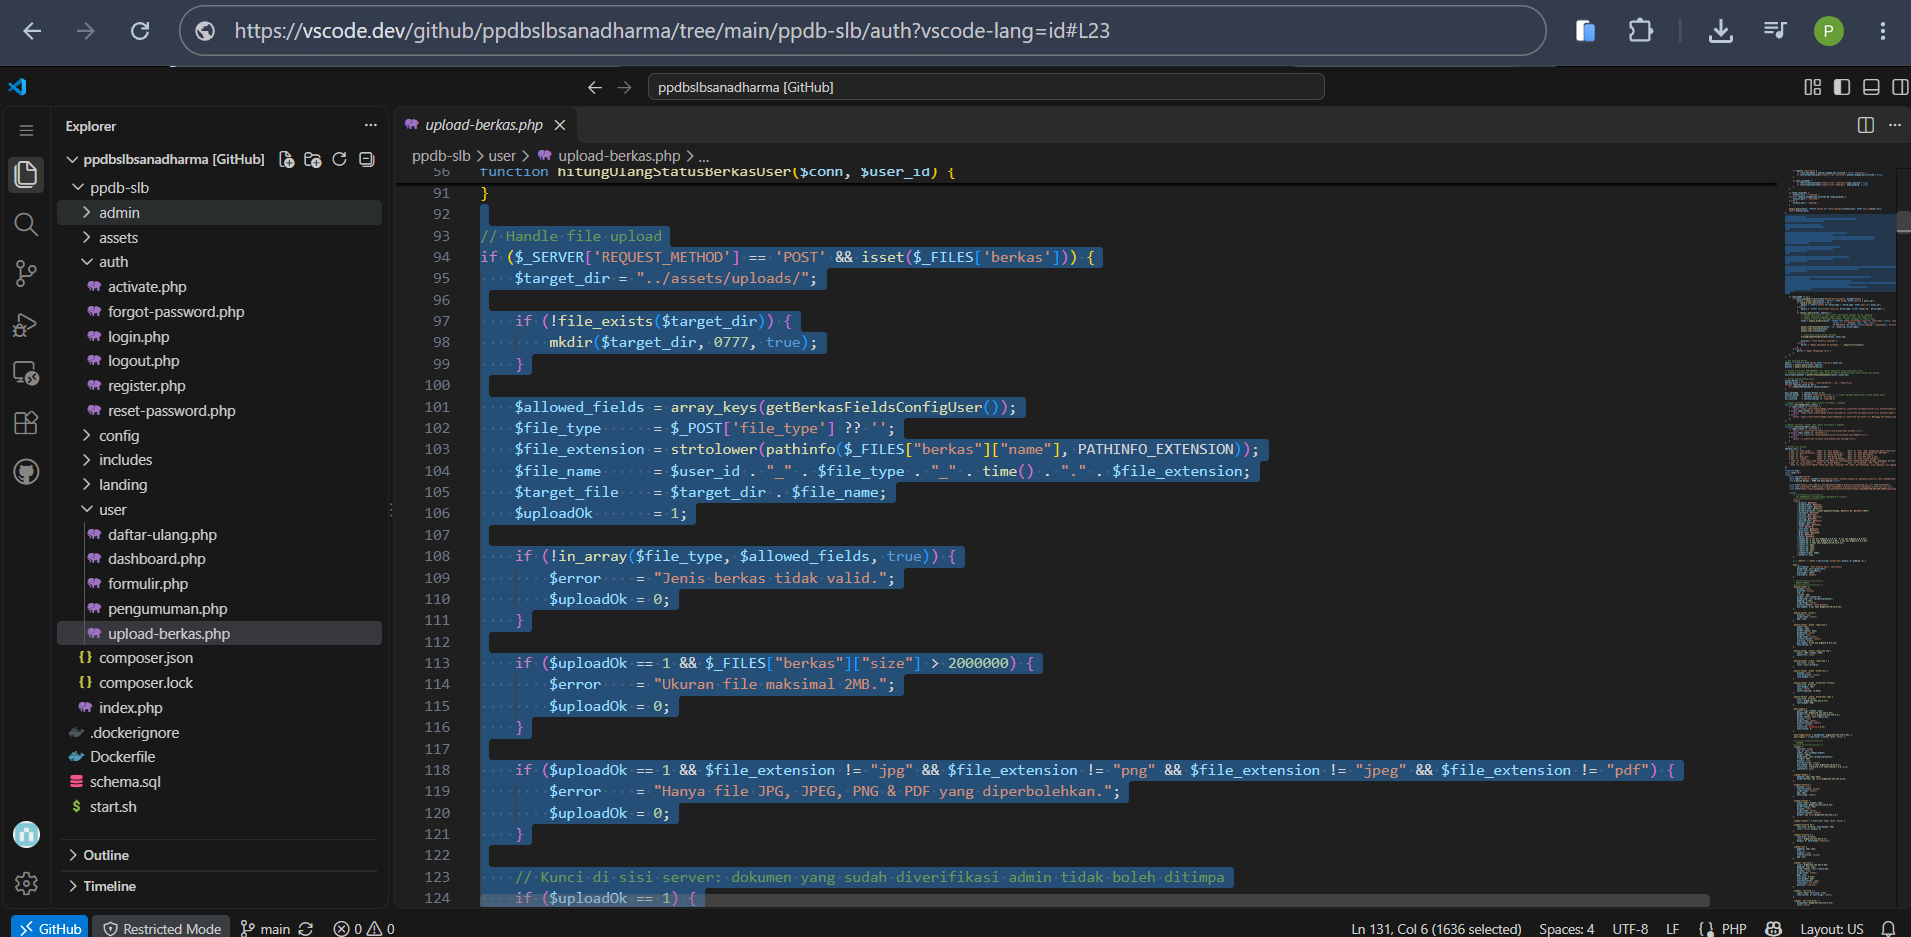 https://vscode.dev/github/ppdbslbsanadharma/tree/main/ppdb-slb/auth?vscode-lang=id#L23
P
ppdbslbsanadharma [GitHub]
Explorer
ppdbslbsanadharma [GitHub]
ppdb-slb
admin
assets
auth
activate.php
forgot-password.php
login.php
logout.php
register.php
reset-password.php
config
includes
landing
user
daftar-ulang.php
dashboard.php
formulir.php
pengumuman.php
upload-berkas.php
composer.json
composer.lock
index.php
.dockerignore
Dockerfile
schema.sql
start.sh
Outline
Timeline
upload-berkas.php
ppdb-slb > user > upload-berkas.php > ...
56 function hitungUlangStatusBerkasUser($conn, $user_id) {
91 }
92
93 // Handle file upload
94 if ($_SERVER['REQUEST_METHOD'] == 'POST' && isset($_FILES['berkas'])) {
95     $target_dir = "../assets/uploads/";
96
97     if (!file_exists($target_dir)) {
98         mkdir($target_dir, 0777, true);
99     }
100
101     $allowed_fields = array_keys(getBerkasFieldsConfigUser());
102     $file_type      = $_POST['file_type'] ?? '';
103     $file_extension = strtolower(pathinfo($_FILES["berkas"]["name"], PATHINFO_EXTENSION));
104     $file_name      = $user_id . "_" . $file_type . "_" . time() . "." . $file_extension;
105     $target_file    = $target_dir . $file_name;
106     $uploadOk       = 1;
107
108     if (!in_array($file_type, $allowed_fields, true)) {
109         $error    = "Jenis berkas tidak valid.";
110         $uploadOk = 0;
111     }
112
113     if ($uploadOk == 1 && $_FILES["berkas"]["size"] > 2000000) {
114         $error    = "Ukuran file maksimal 2MB.";
115         $uploadOk = 0;
116     }
117
118     if ($uploadOk == 1 && $file_extension != "jpg" && $file_extension != "png" && $file_extension != "jpeg" && $file_extension != "pdf") {
119         $error    = "Hanya file JPG, JPEG, PNG & PDF yang diperbolehkan.";
120         $uploadOk = 0;
121     }
122
123     // Kunci di sisi server: dokumen yang sudah diverifikasi admin tidak boleh ditimpa
124     if ($uploadOk == 1) {
GitHub
Restricted Mode
main
0 0
Ln 131, Col 6 (1636 selected)
Spaces: 4
UTF-8
LF
PHP
Layout: US